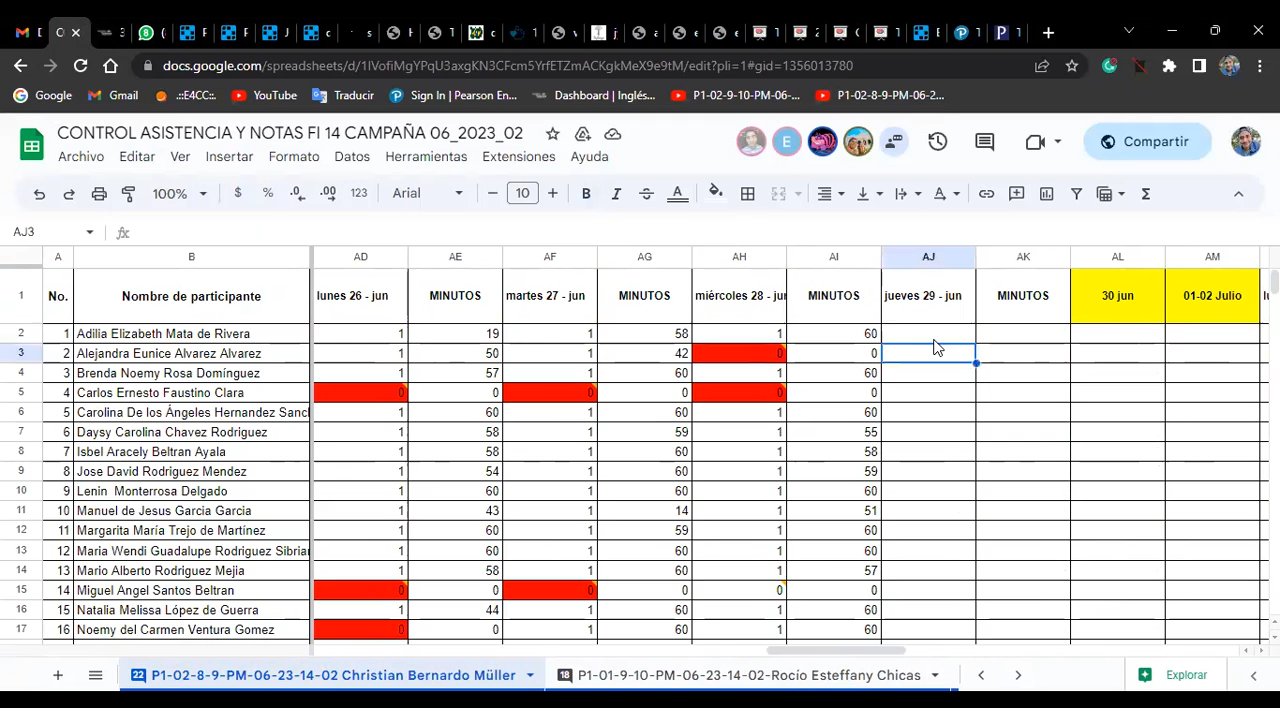 docs.google.com/spreadsheets/d/1IVofiMqYPqU3axgKN3CFcm5YrfETZmACKgkMeX9e9tM/edit?pli=1#gid=1356013780
Google Gmail .::E4CC::. YouTube Traducir Sign In | Pearson En... Dashboard | Inglés... P1-02-9-10-PM-06-... P1-02-8-9-PM-06-2...
CONTROL ASISTENCIA Y NOTAS FI 14 CAMPAÑA 06_2023_02
Archivo Editar Ver Insertar Formato Datos Herramientas Extensiones Ayuda
E
Compartir
100% $ % .0 .00 123 Arial 10 B I A
AJ3 fx
A B AD AE AF AG AH AI AJ AK AL AM
1 No. Nombre de participante lunes 26 - jun MINUTOS martes 27 - jun MINUTOS miércoles 28 - jun MINUTOS jueves 29 - jun MINUTOS 30 jun 01-02 Julio
2 1 Adilia Elizabeth Mata de Rivera 1 19 1 58 1 60
3 2 Alejandra Eunice Alvarez Alvarez 1 50 1 42 0 0
4 3 Brenda Noemy Rosa Domínguez 1 57 1 60 1 60
5 4 Carlos Ernesto Faustino Clara 0 0 0 0 0 0
6 5 Carolina De los Ángeles Hernandez Sanc 1 60 1 60 1 60
7 6 Daysy Carolina Chavez Rodriguez 1 58 1 59 1 55
8 7 Isbel Aracely Beltran Ayala 1 58 1 60 1 58
9 8 Jose David Rodriguez Mendez 1 54 1 60 1 59
10 9 Lenin Monterrosa Delgado 1 60 1 60 1 60
11 10 Manuel de Jesus Garcia Garcia 1 43 1 14 1 51
12 11 Margarita María Trejo de Martínez 1 60 1 59 1 60
13 12 Maria Wendi Guadalupe Rodriguez Sibrian 1 60 1 60 1 60
14 13 Mario Alberto Rodriguez Mejia 1 58 1 60 1 57
15 14 Miguel Angel Santos Beltran 0 0 0 0 0 0
16 15 Natalia Melissa López de Guerra 1 44 1 60 1 60
17 16 Noemy del Carmen Ventura Gomez 0 0 1 60 1 60
22 P1-02-8-9-PM-06-23-14-02 Christian Bernardo Müller 18 P1-01-9-10-PM-06-23-14-02-Rocío Esteffany Chicas Explorar